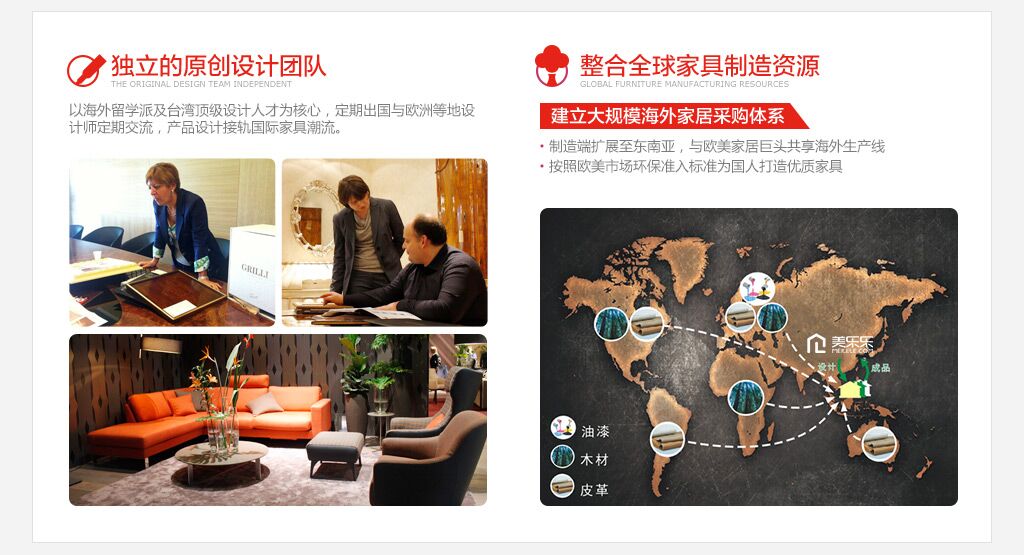 独立的原创设计团队
THE ORIGINAL DESIGN TEAM INDEPENDENT
以海外留学派及台湾顶级设计人才为核心，定期出国与欧洲等地设
计师定期交流，产品设计接轨国际家具潮流。
GRILLI
整合全球家具制造资源
GLOBAL FURNITURE MANUFACTURING RESOURCES
建立大规模海外家居采购体系
• 制造端扩展至东南亚，与欧美家居巨头共享海外生产线
• 按照欧美市场环保准入标准为国人打造优质家具
美乐乐
MEILELE.COM
设计
成品
油漆
木材
皮革